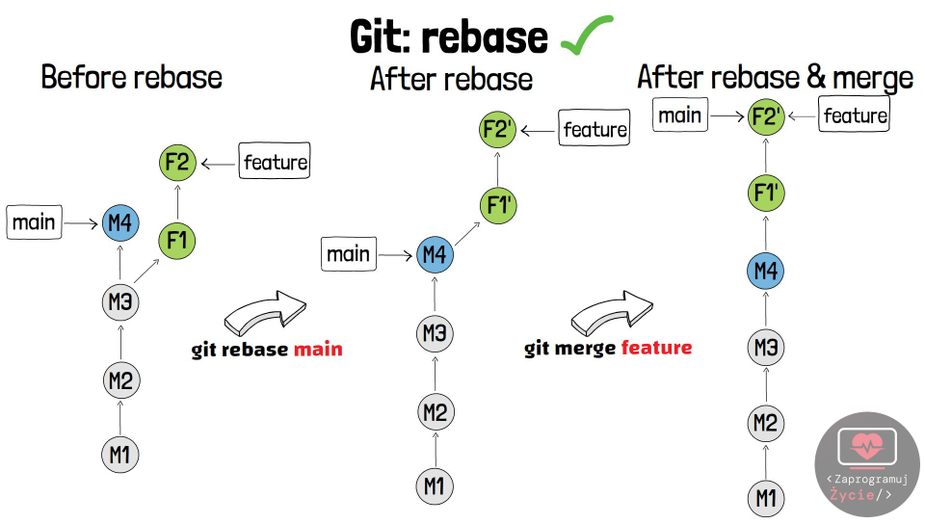 Git: rebase
Before rebase
After rebase
After rebase & merge
F2
feature
main
M4
F1
M3
M2
M1
git rebase main
F2'
feature
F1'
main
M4
M3
M2
M1
git merge feature
main
F2'
feature
F1'
M4
M3
M2
M1
<Zaprogramuj
Życie/>